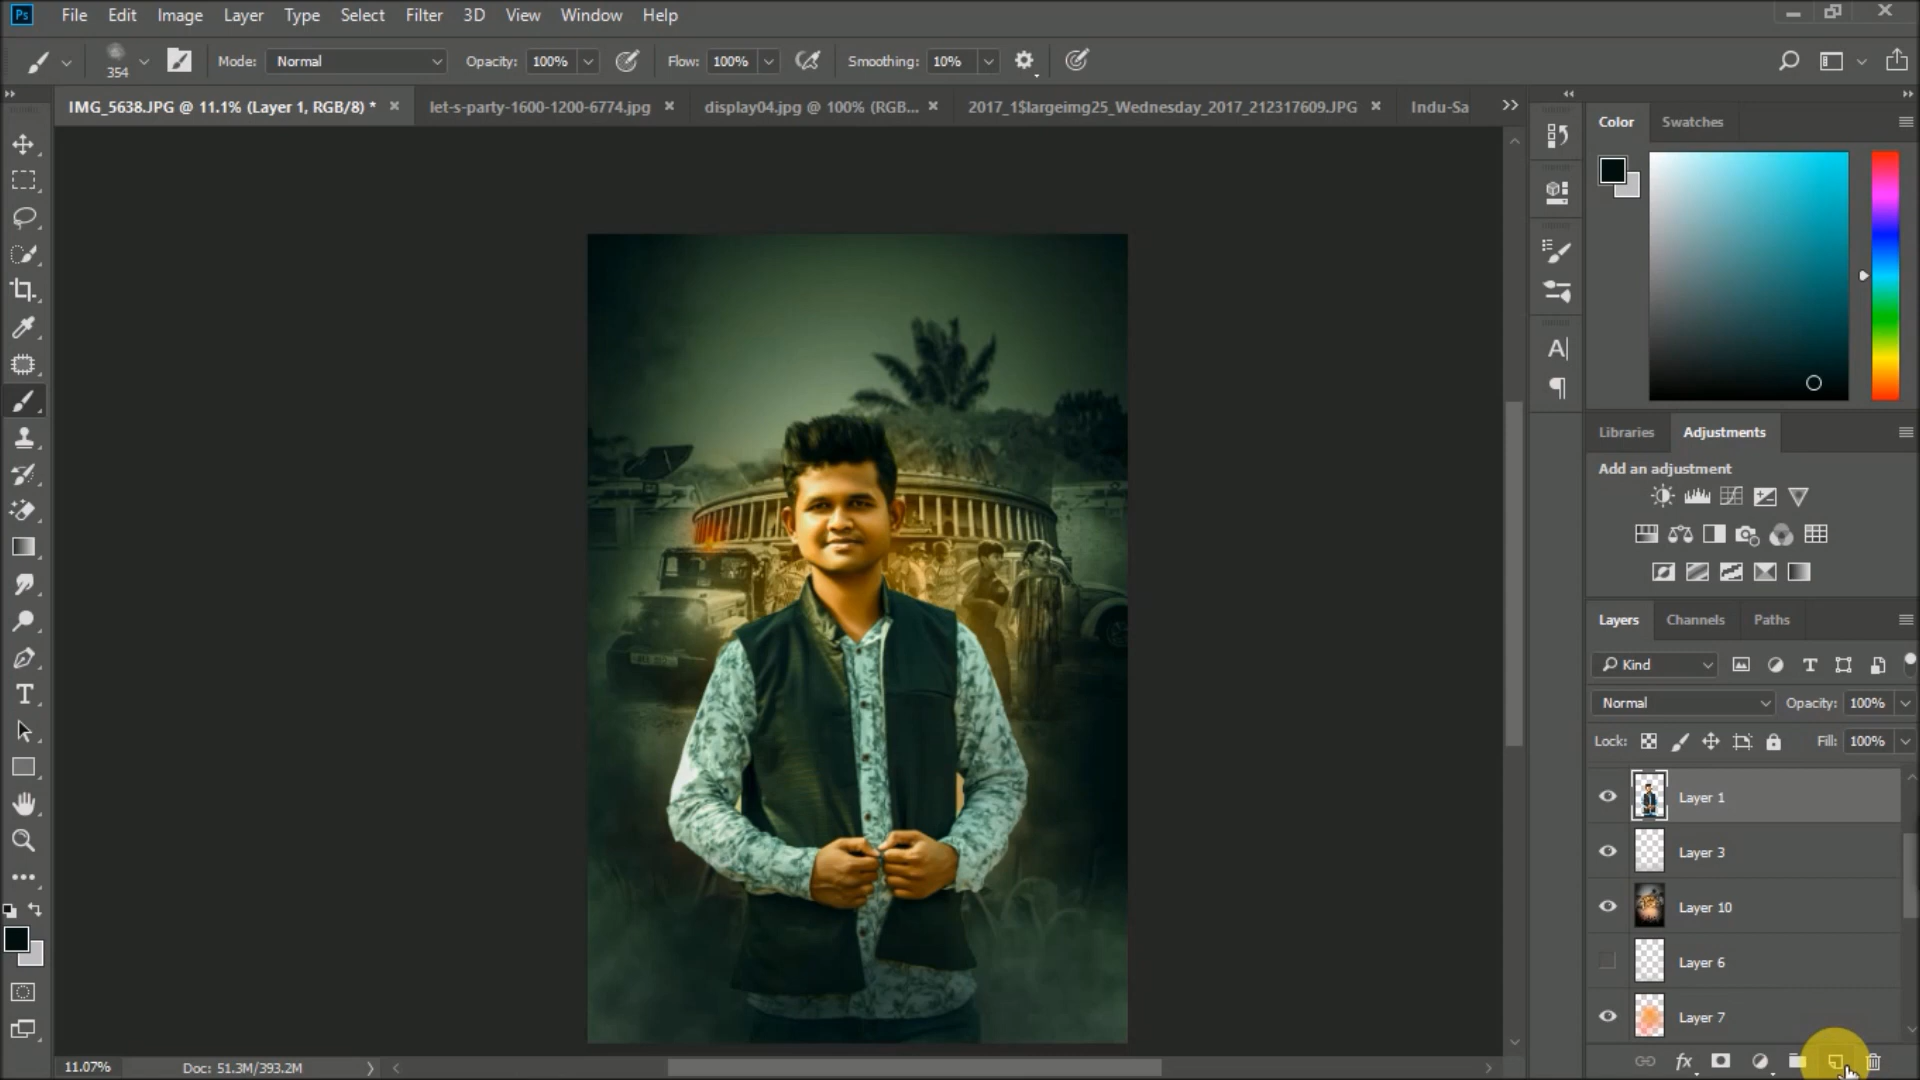 Ps File Edit Image Layer Type Select Filter 3D View Window Help
354 Mode: Normal Opacity: 100% Flow: 100% Smoothing: 10%
IMG_5638.JPG @ 11.1% (Layer 1, RGB/8) * let-s-party-1600-1200-6774.jpg display04.jpg @ 100% (RGB... 2017_1$largeimg25_Wednesday_2017_212317609.JPG Indu-Sa
Color Swatches
Libraries Adjustments
Add an adjustment
Layers Channels Paths
Kind
Normal Opacity: 100%
Lock: Fill: 100%
Layer 1
Layer 3
Layer 10
Layer 6
Layer 7
fx
11.07% Doc: 51.3M/393.2M